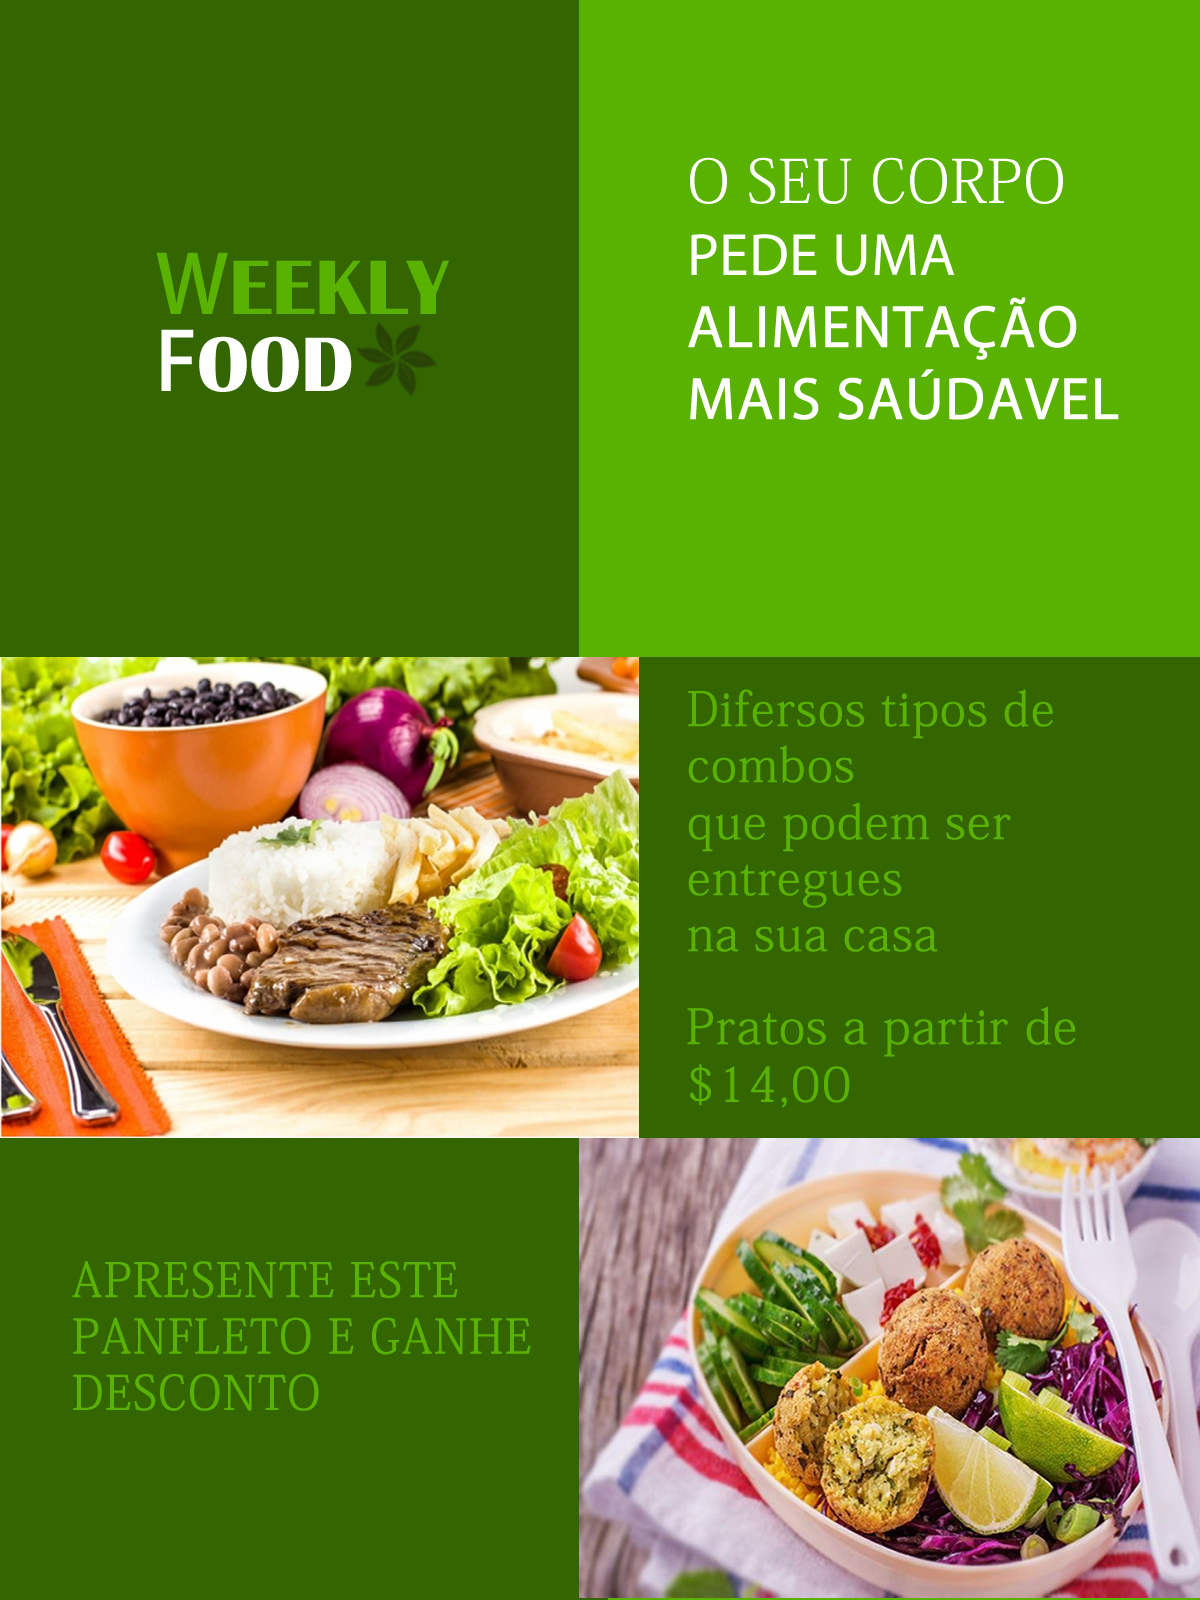 WEEKLY
FOOD
O SEU CORPO
PEDE UMA
ALIMENTAÇÃO
MAIS SAÚDAVEL
Difersos tipos de
combos
que podem ser
entregues
na sua casa
Pratos a partir de
$14,00
APRESENTE ESTE
PANFLETO E GANHE
DESCONTO